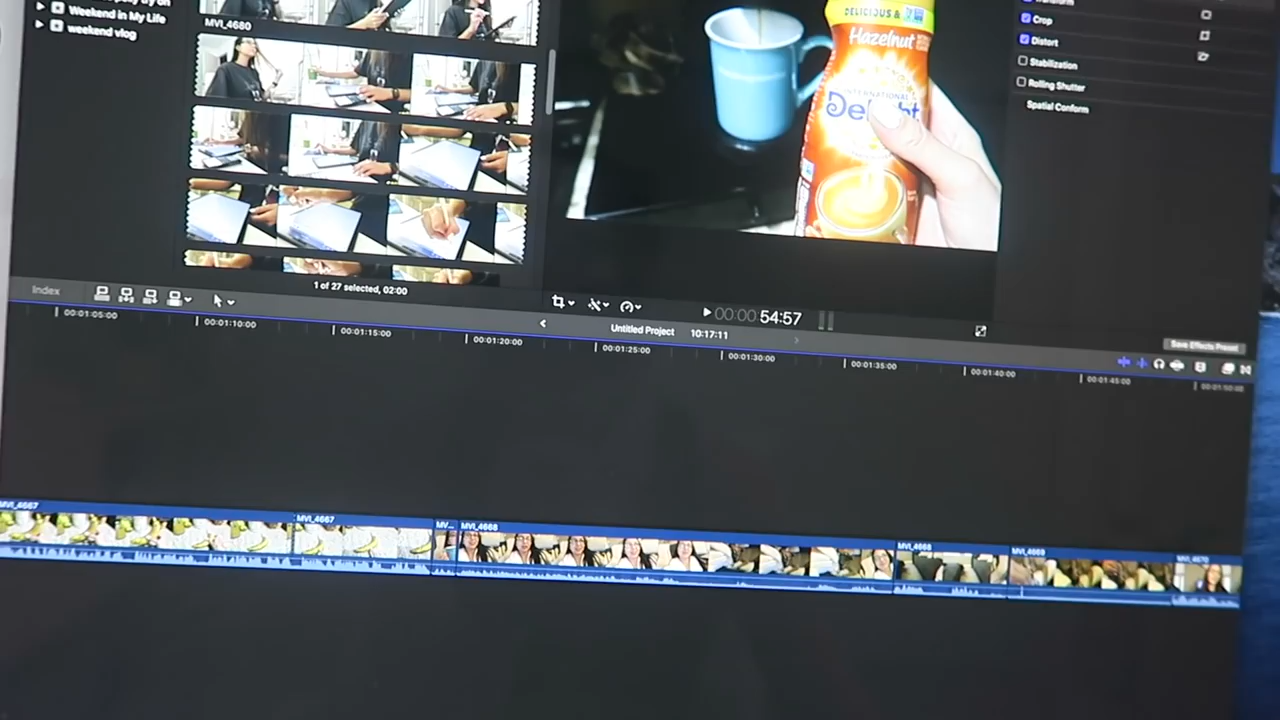 Weekend in My Life
weekend vlog
MVI_4680
1 of 27 selected, 02:00
DELICIOUS &
Hazelnut
INTERNATIONAL
Delight
Crop
Distort
Stabilization
Rolling Shutter
Spatial Conform
Index
00:00 54:57
Untitled Project 10:17:11
Save Effects Preset
00:01:05:00
00:01:10:00
00:01:15:00
00:01:20:00
00:01:25:00
00:01:30:00
00:01:35:00
00:01:40:00
00:01:45:00
00:01:50:00
MVI_4667
MVI_4667
MV...
MVI_4668
MVI_4668
MVI_4669
MVI_4670